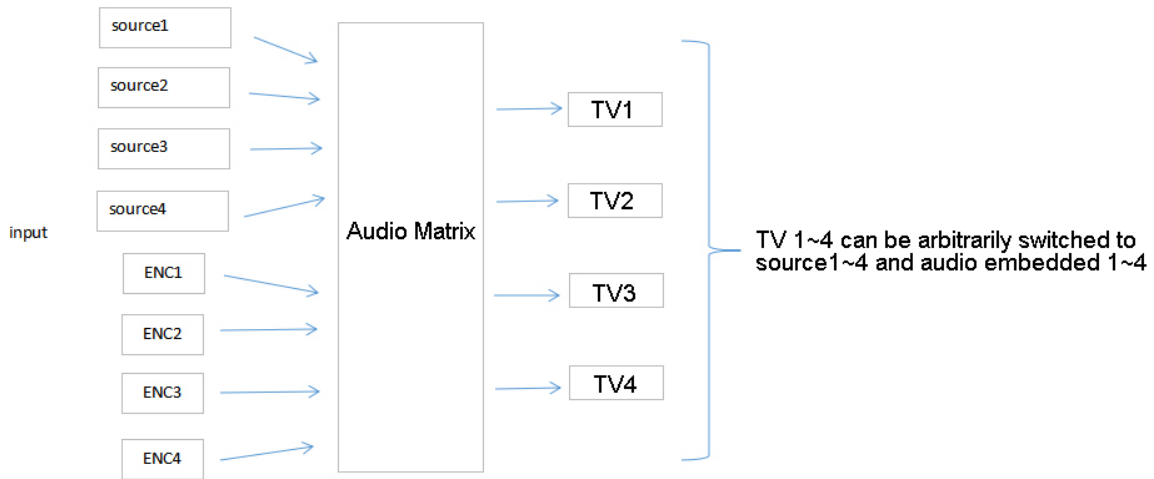 source1
source2
source3
source4
input
ENC1
ENC2
ENC3
ENC4
Audio Matrix
TV1
TV2
TV3
TV4
TV 1~4 can be arbitrarily switched to
source1~4 and audio embedded 1~4